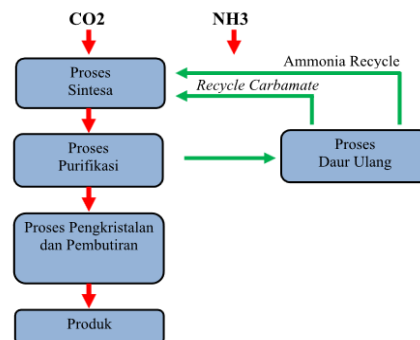 CO2
NH3
Ammonia Recycle
Recycle Carbamate
Proses
Sintesa
Proses
Purifikasi
Proses
Daur Ulang
Proses Pengkristalan
dan Pembutiran
Produk